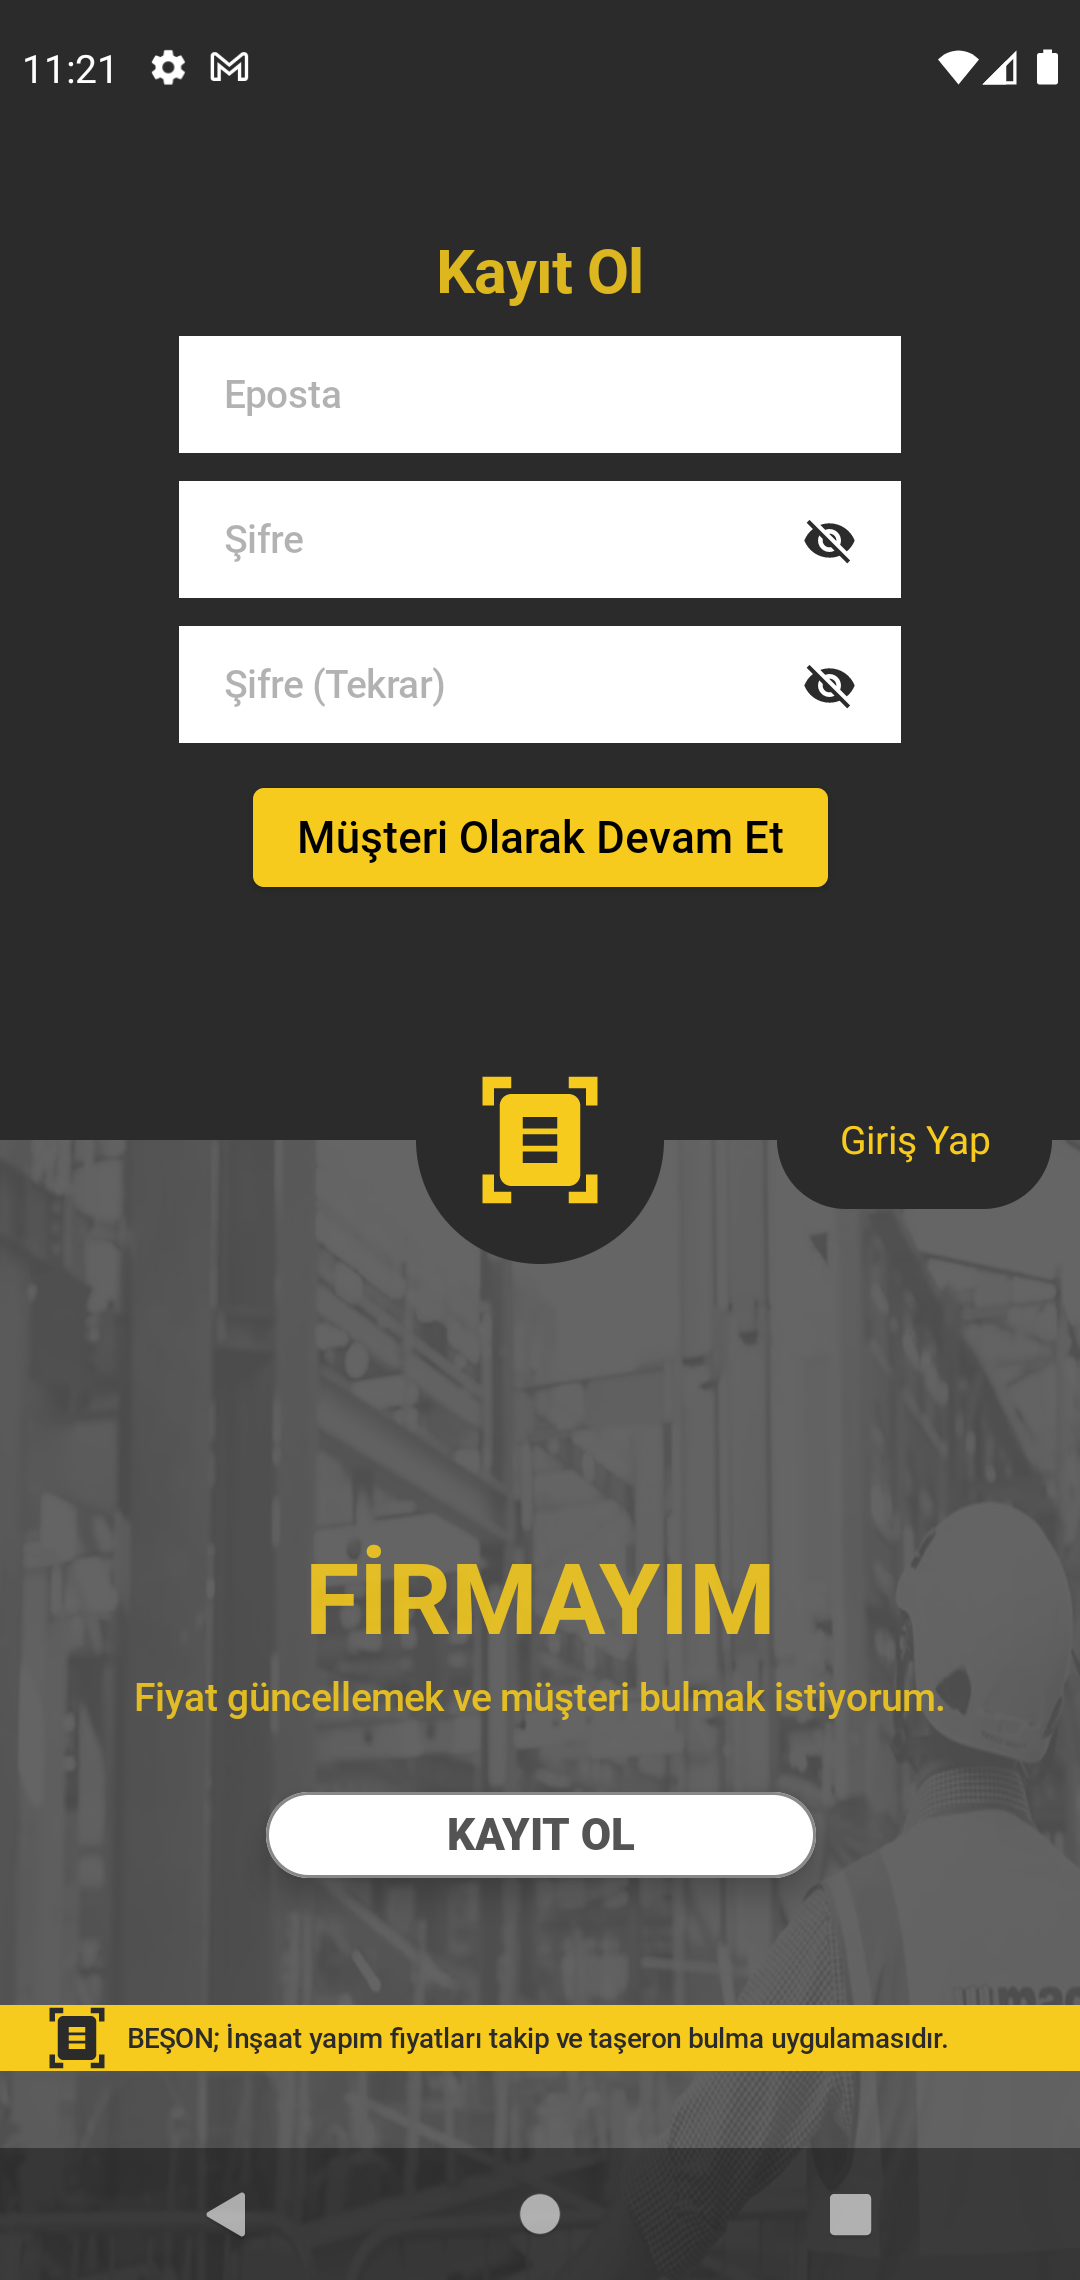 11:21
Kayıt Ol
Eposta
Şifre
Şifre (Tekrar)
Müşteri Olarak Devam Et
Giriş Yap
FİRMAYIM
Fiyat güncellemek ve müşteri bulmak istiyorum.
KAYIT OL
BEŞON; İnşaat yapım fiyatları takip ve taşeron bulma uygulamasıdır.